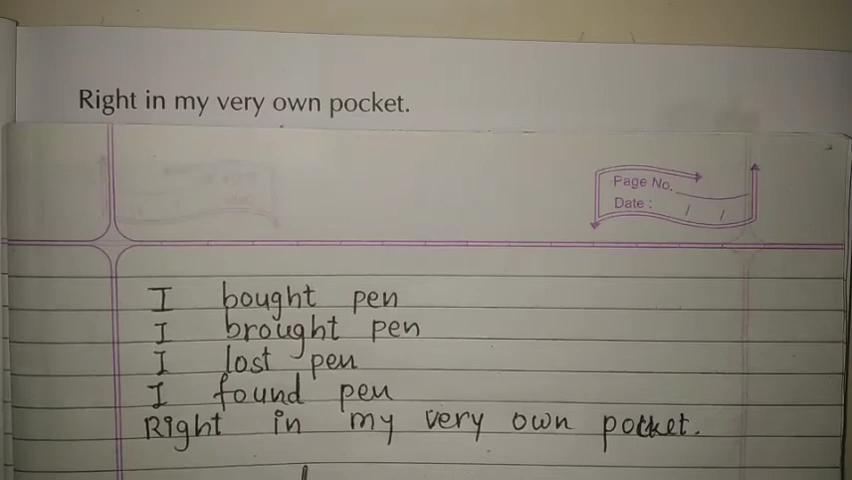 Right in my very own pocket.
Page No.
Date : / /
I bought pen
I brought pen
I lost pen
I found pen
Right in my very own pocket.